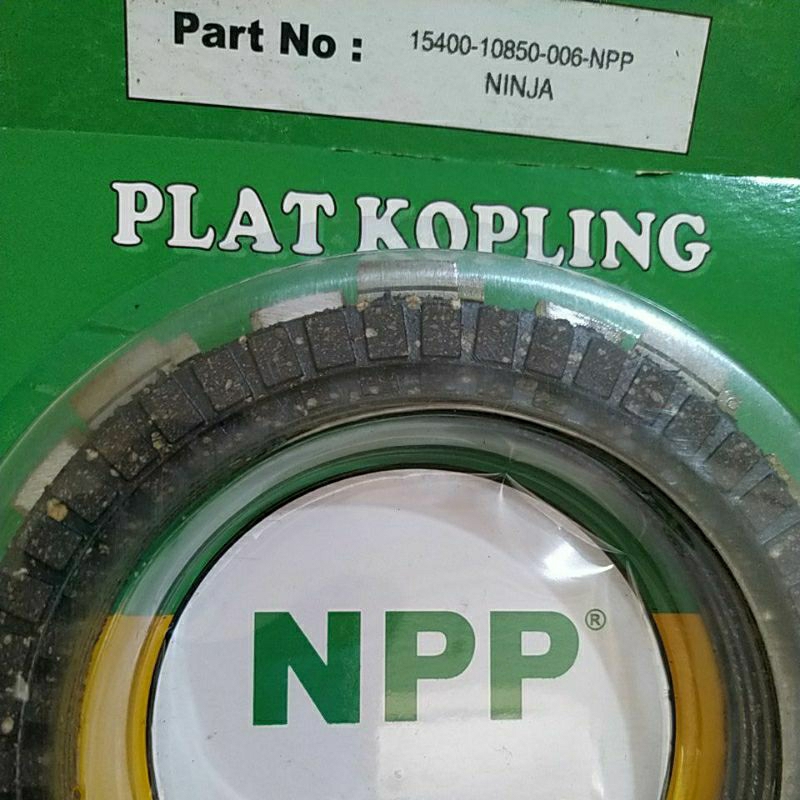 Part No : 15400-10850-006-NPP
NINJA
PLAT KOPLING
NPP®